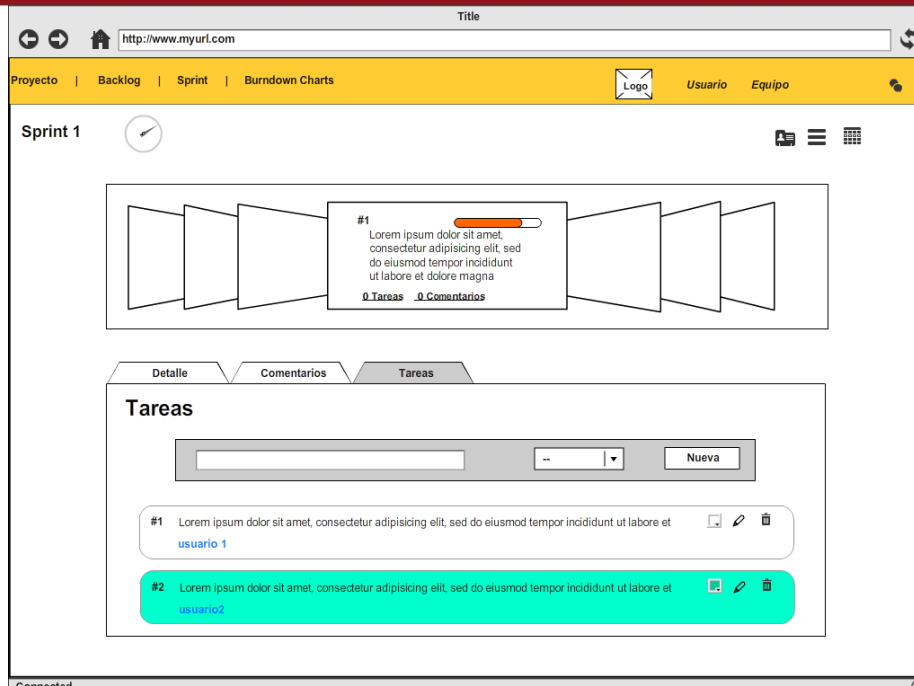 Title
http://www.myurl.com
Proyecto | Backlog | Sprint | Burndown Charts
Logo
Usuario Equipo
Sprint 1
#1
Lorem ipsum dolor sit amet,
consectetur adipisicing elit, sed
do eiusmod tempor incididunt
ut labore et dolore magna
0 Tareas 0 Comentarios
Detalle Comentarios Tareas
Tareas
-- Nueva
#1 Lorem ipsum dolor sit amet, consectetur adipisicing elit, sed do eiusmod tempor incididunt ut labore et
usuario 1
#2 Lorem ipsum dolor sit amet, consectetur adipisicing elit, sed do eiusmod tempor incididunt ut labore et
usuario2
Connected